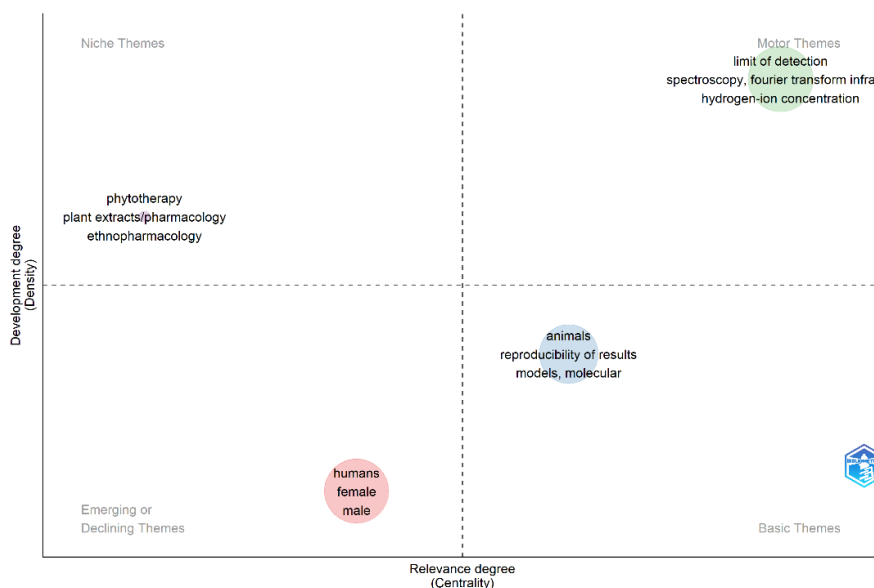 Niche Themes
Motor Themes
limit of detection
spectroscopy, fourier transform infra
hydrogen-ion concentration
phytotherapy
plant extracts/pharmacology
ethnopharmacology
Development degree
(Density)
animals
reproducibility of results
models, molecular
humans
female
male
Emerging or
Declining Themes
Basic Themes
Relevance degree
(Centrality)